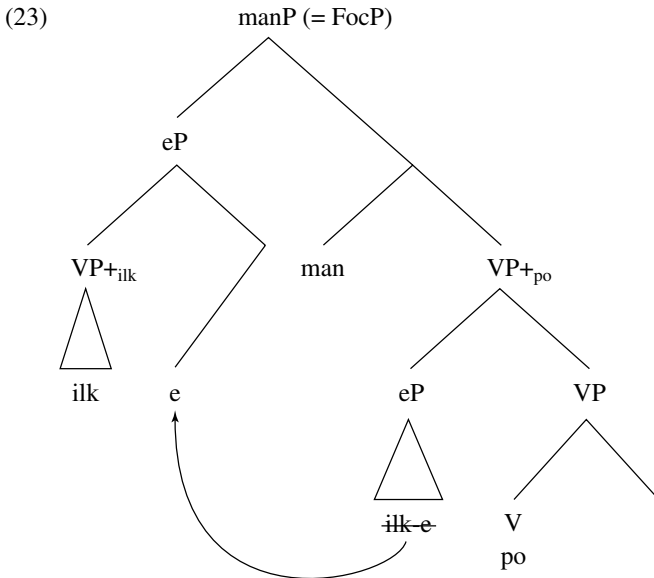 (23) manP (= FocP)
eP
VP+ilk man VP+po
ilk e eP VP
ilk-e V
po